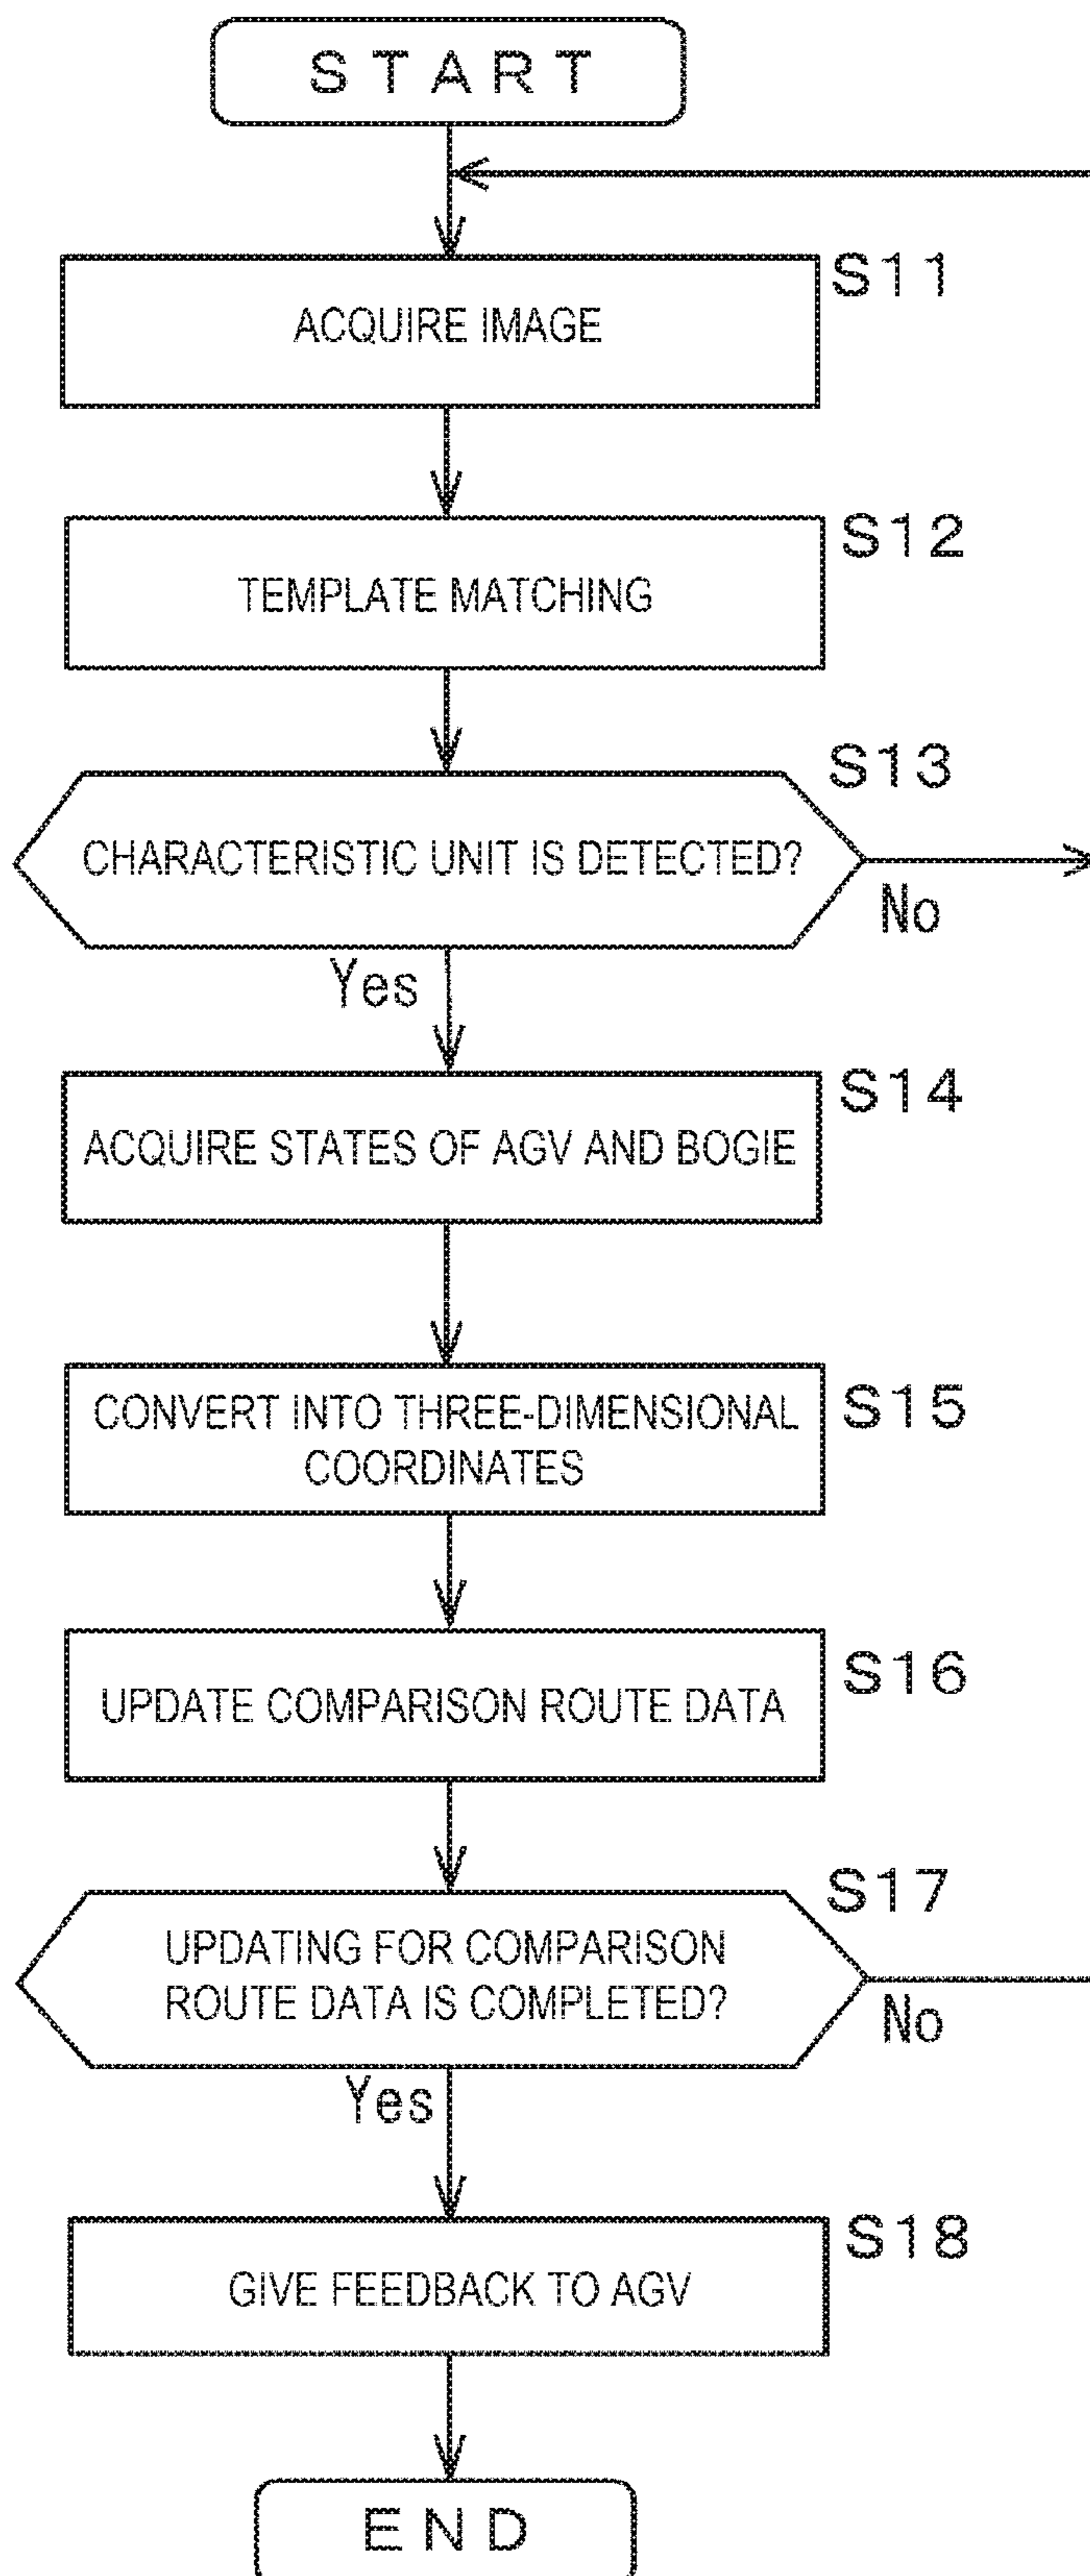 START
S11
ACQUIRE IMAGE
S12
TEMPLATE MATCHING
S13
CHARACTERISTIC UNIT IS DETECTED?
No
Yes
S14
ACQUIRE STATES OF AGV AND BOGIE
S15
CONVERT INTO THREE-DIMENSIONAL
COORDINATES
S16
UPDATE COMPARISON ROUTE DATA
S17
UPDATING FOR COMPARISON
ROUTE DATA IS COMPLETED?
No
Yes
S18
GIVE FEEDBACK TO AGV
END